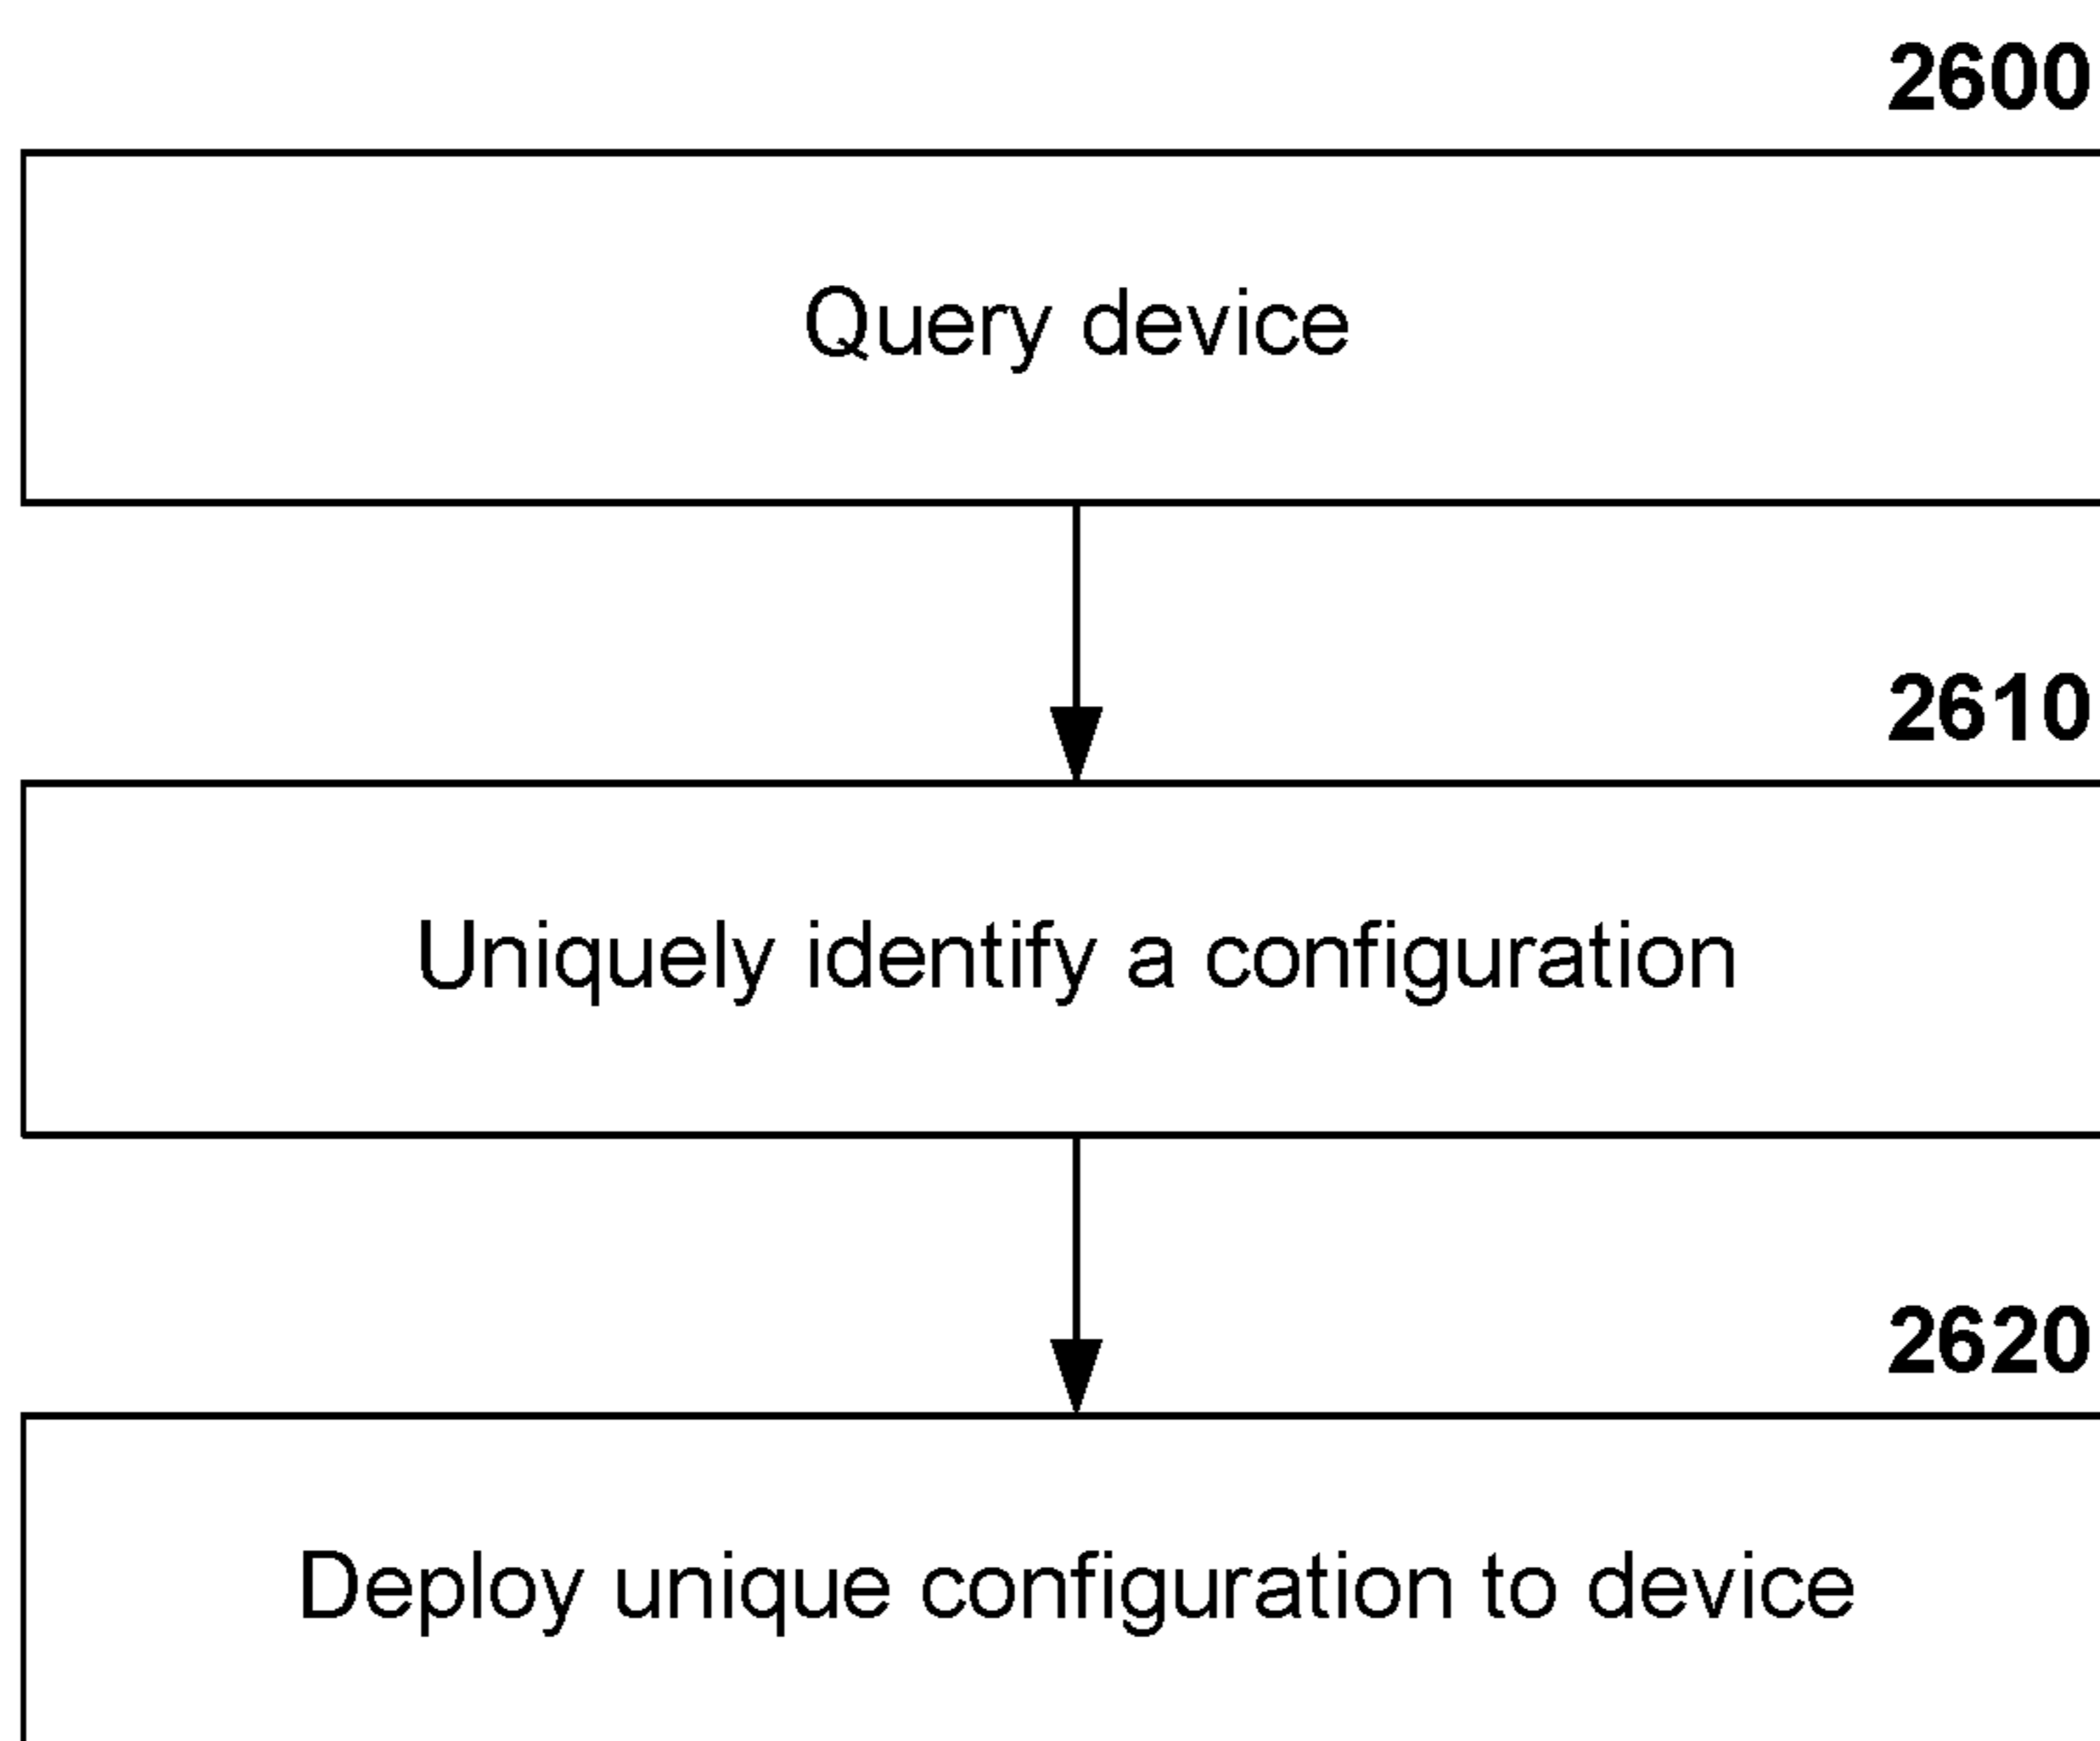 2600
Query device
2610
Uniquely identify a configuration
2620
Deploy unique configuration to device